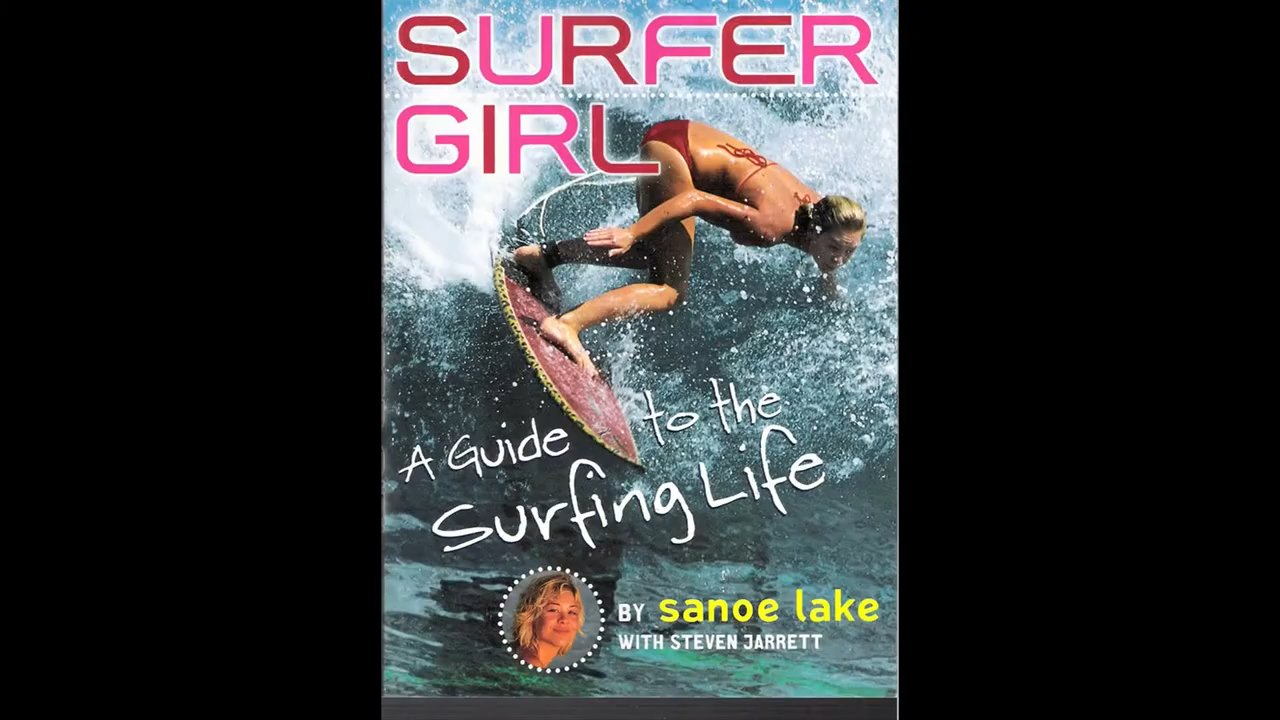 SURFER
GIRL
A Guide to the
Surfing Life
BY sanoe lake
WITH STEVEN JARRETT